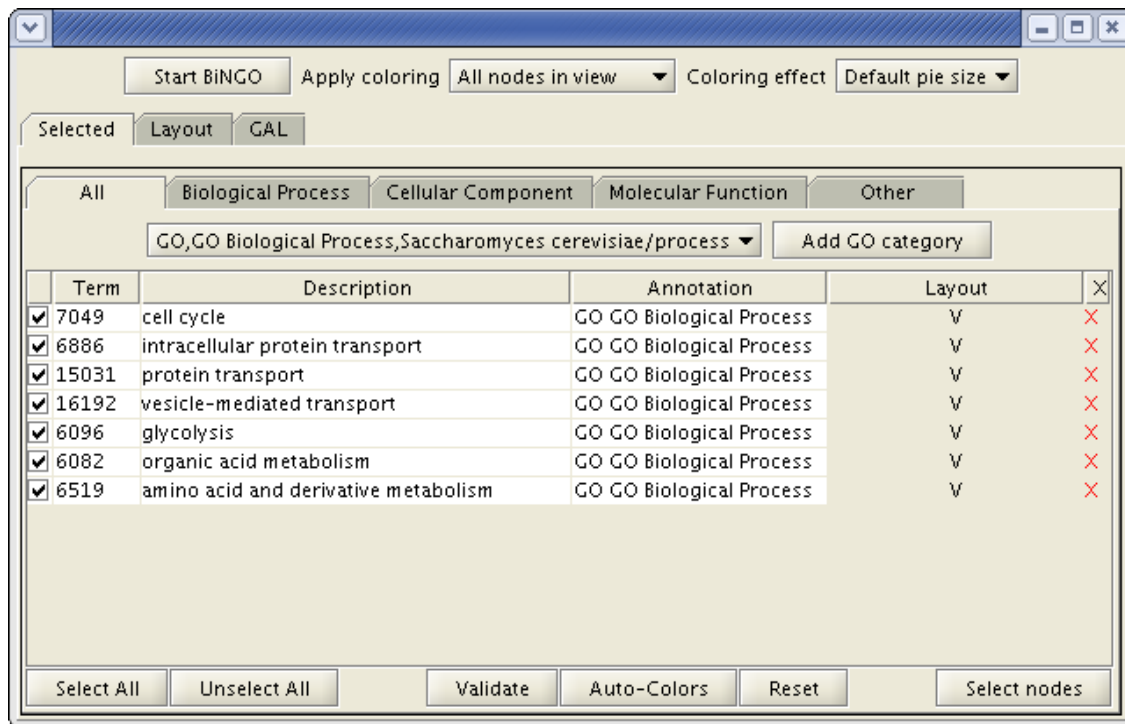 Start BiNGO Apply coloring All nodes in view Coloring effect Default pie size
Selected Layout GAL
All Biological Process Cellular Component Molecular Function Other
GO,GO Biological Process,Saccharomyces cerevisiae/process Add GO category
Term Description Annotation Layout X
7049 cell cycle GO GO Biological Process V X
6886 intracellular protein transport GO GO Biological Process V X
15031 protein transport GO GO Biological Process V X
16192 vesicle-mediated transport GO GO Biological Process V X
6096 glycolysis GO GO Biological Process V X
6082 organic acid metabolism GO GO Biological Process V X
6519 amino acid and derivative metabolism GO GO Biological Process V X
Select All Unselect All Validate Auto-Colors Reset Select nodes